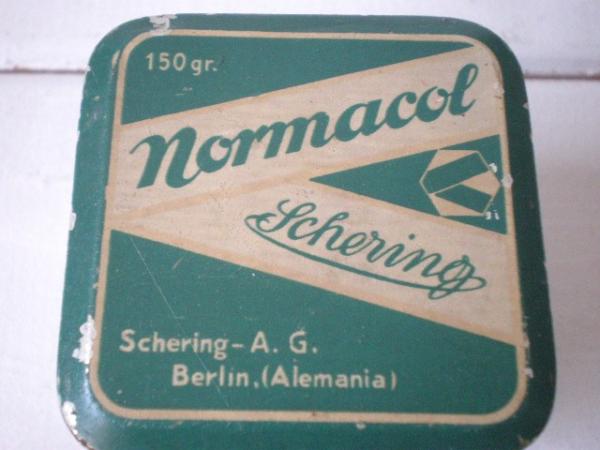 150 gr.
Normacol
Schering
Schering-A. G.
Berlin, (Alemania)